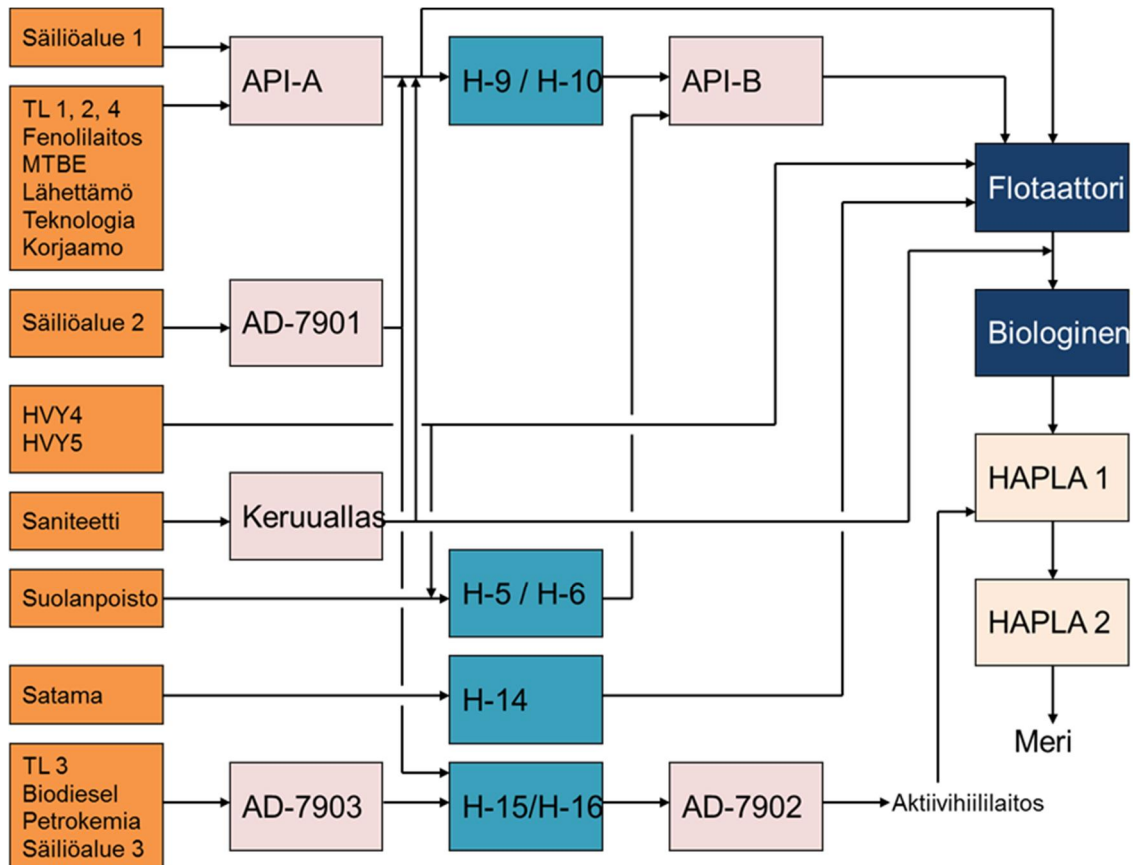 Säiliöalue 1
API-A
H-9 / H-10
API-B
TL 1, 2, 4
Fenolilaitos
MTBE
Lähettämö
Teknologia
Korjaamo
Flotaattori
Säiliöalue 2
AD-7901
Biologinen
HVY4
HVY5
HAPLA 1
Saniteetti
Keruuallas
Suolanpoisto
H-5 / H-6
HAPLA 2
Satama
H-14
Meri
TL 3
Biodiesel
Petrokemia
Säiliöalue 3
AD-7903
H-15/H-16
AD-7902
Aktiivihiililaitos